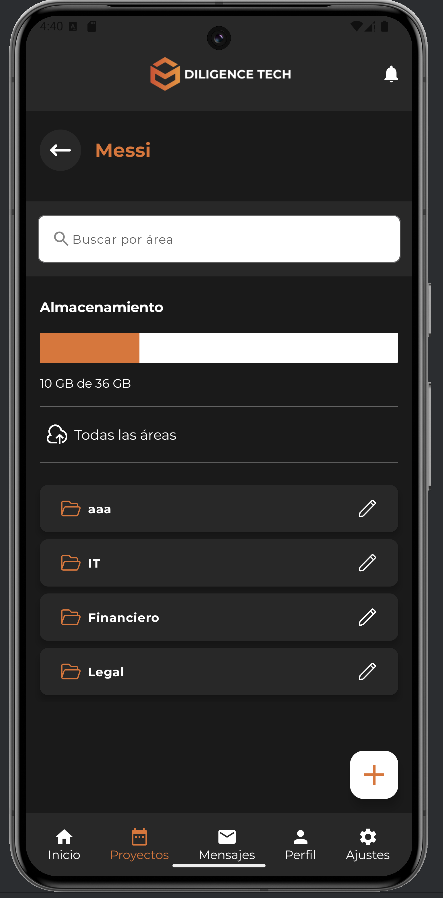 4:40
DILIGENCE TECH
Messi
Buscar por área
Almacenamiento
10 GB de 36 GB
Todas las áreas
aaa
IT
Financiero
Legal
Inicio
Proyectos
Mensajes
Perfil
Ajustes